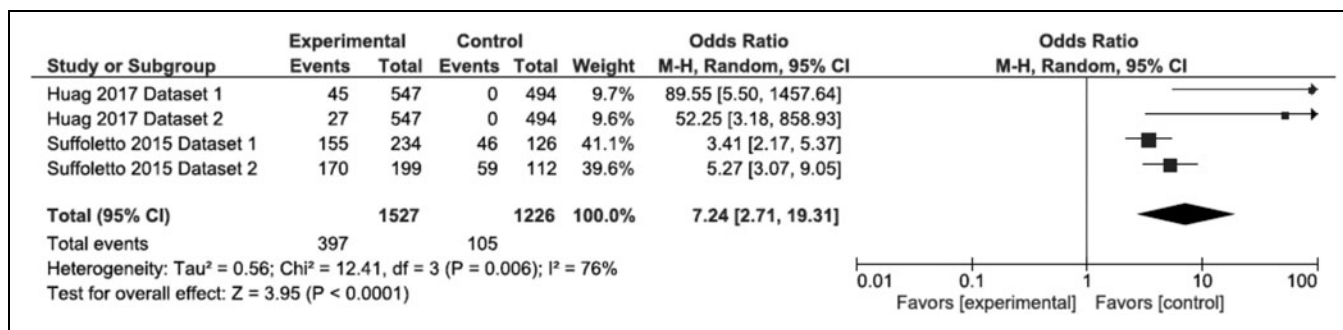 Experimental Control Odds Ratio Odds Ratio
Study or Subgroup Events Total Events Total Weight M-H, Random, 95% CI M-H, Random, 95% CI
Huag 2017 Dataset 1 45 547 0 494 9.7% 89.55 [5.50, 1457.64]
Huag 2017 Dataset 2 27 547 0 494 9.6% 52.25 [3.18, 858.93]
Suffoletto 2015 Dataset 1 155 234 46 126 41.1% 3.41 [2.17, 5.37]
Suffoletto 2015 Dataset 2 170 199 59 112 39.6% 5.27 [3.07, 9.05]
Total (95% CI) 1527 1226 100.0% 7.24 [2.71, 19.31]
Total events 397 105
Heterogeneity: Tau² = 0.56; Chi² = 12.41, df = 3 (P = 0.006); I² = 76%
Test for overall effect: Z = 3.95 (P < 0.0001)
0.01 0.1 1 10 100
Favors [experimental] Favors [control]